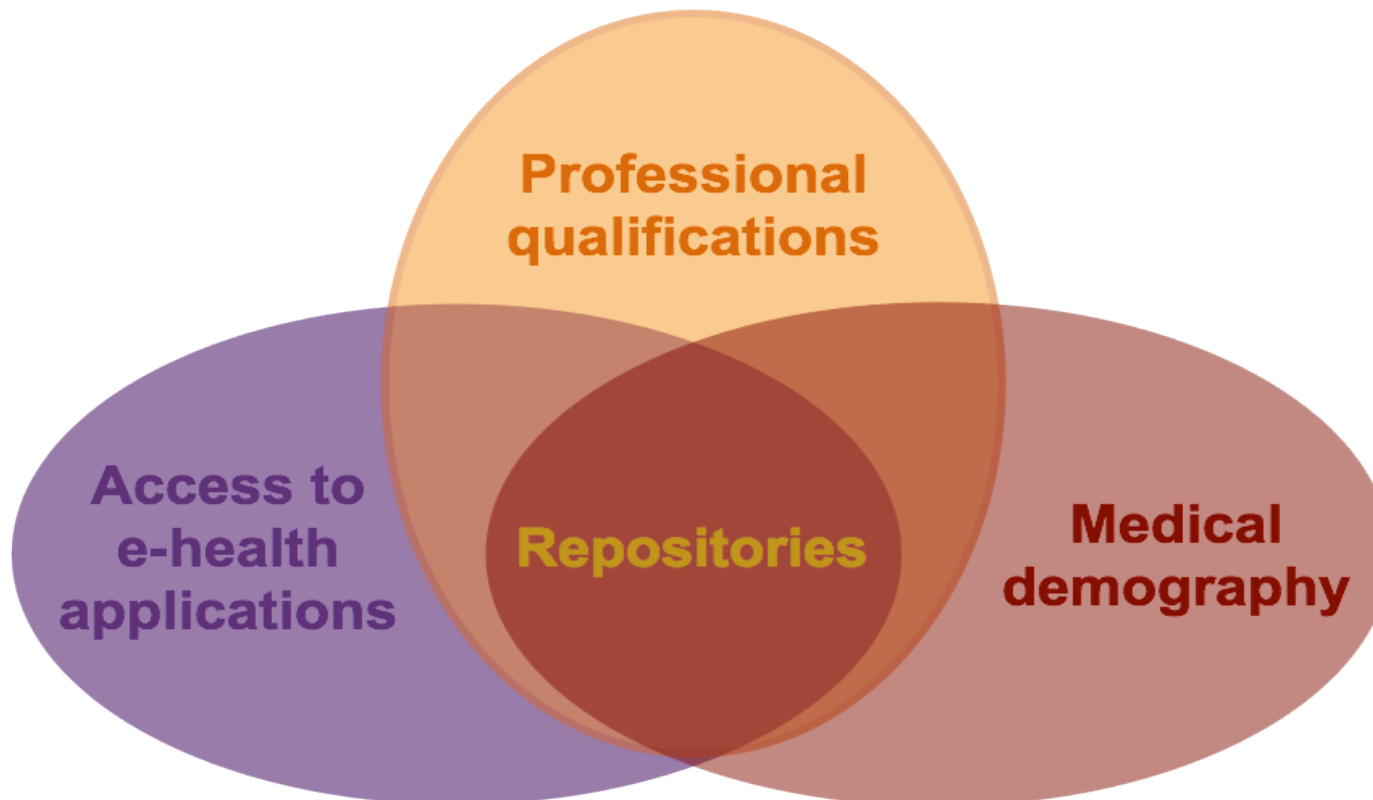 Professional
qualifications
Access to
e-health
applications
Repositories
Medical
demography